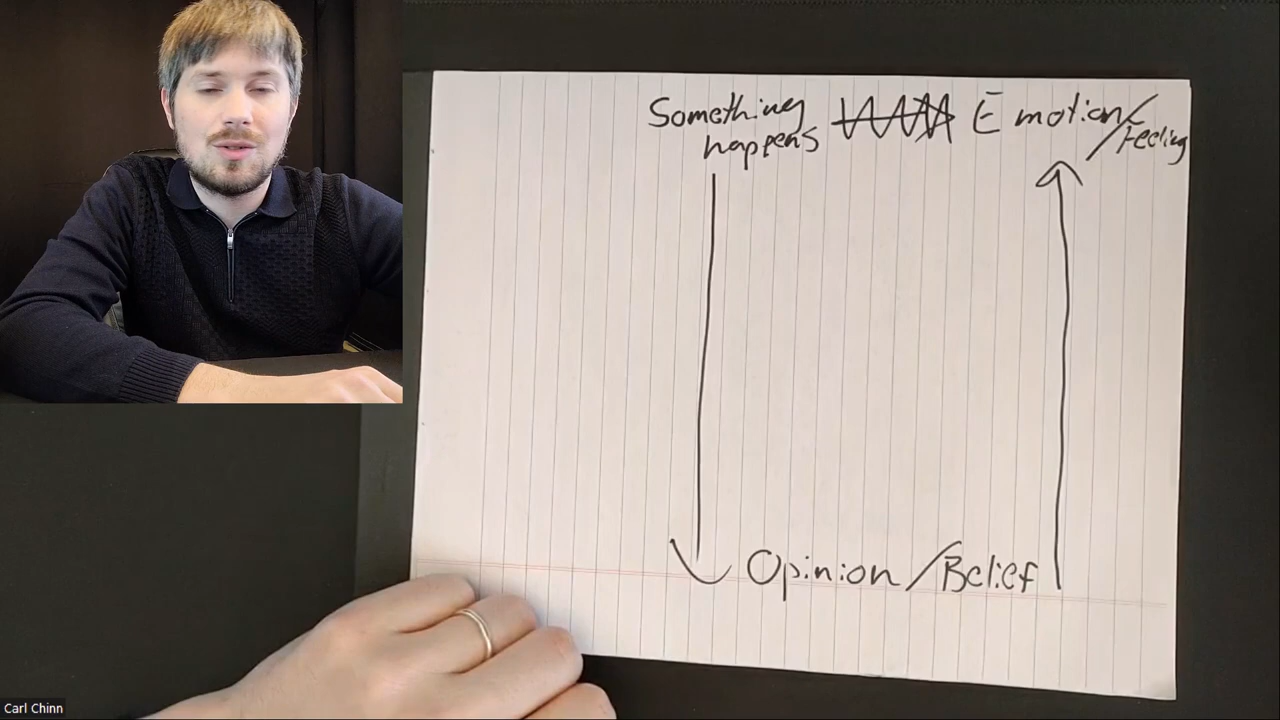 Something
happens
Emotion/
Feeling
Opinion/Belief
Carl Chinn